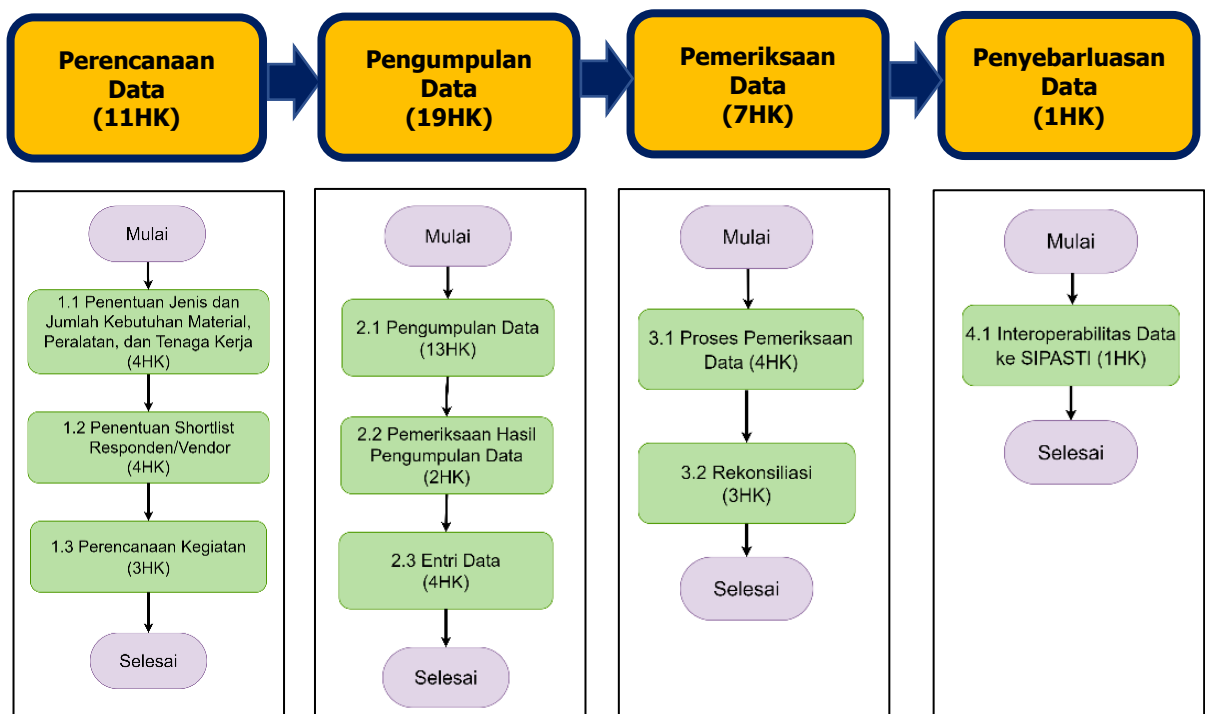 Perencanaan
Data
(11HK)
Pengumpulan
Data
(19HK)
Pemeriksaan
Data
(7HK)
Penyebarluasan
Data
(1HK)
Mulai
1.1 Penentuan Jenis dan
Jumlah Kebutuhan Material,
Peralatan, dan Tenaga Kerja
(4HK)
1.2 Penentuan Shortlist
Responden/Vendor
(4HK)
1.3 Perencanaan Kegiatan
(3HK)
Selesai
Mulai
2.1 Pengumpulan Data
(13HK)
2.2 Pemeriksaan Hasil
Pengumpulan Data
(2HK)
2.3 Entri Data
(4HK)
Selesai
Mulai
3.1 Proses Pemeriksaan
Data (4HK)
3.2 Rekonsiliasi
(3HK)
Selesai
Mulai
4.1 Interoperabilitas Data
ke SIPASTI (1HK)
Selesai